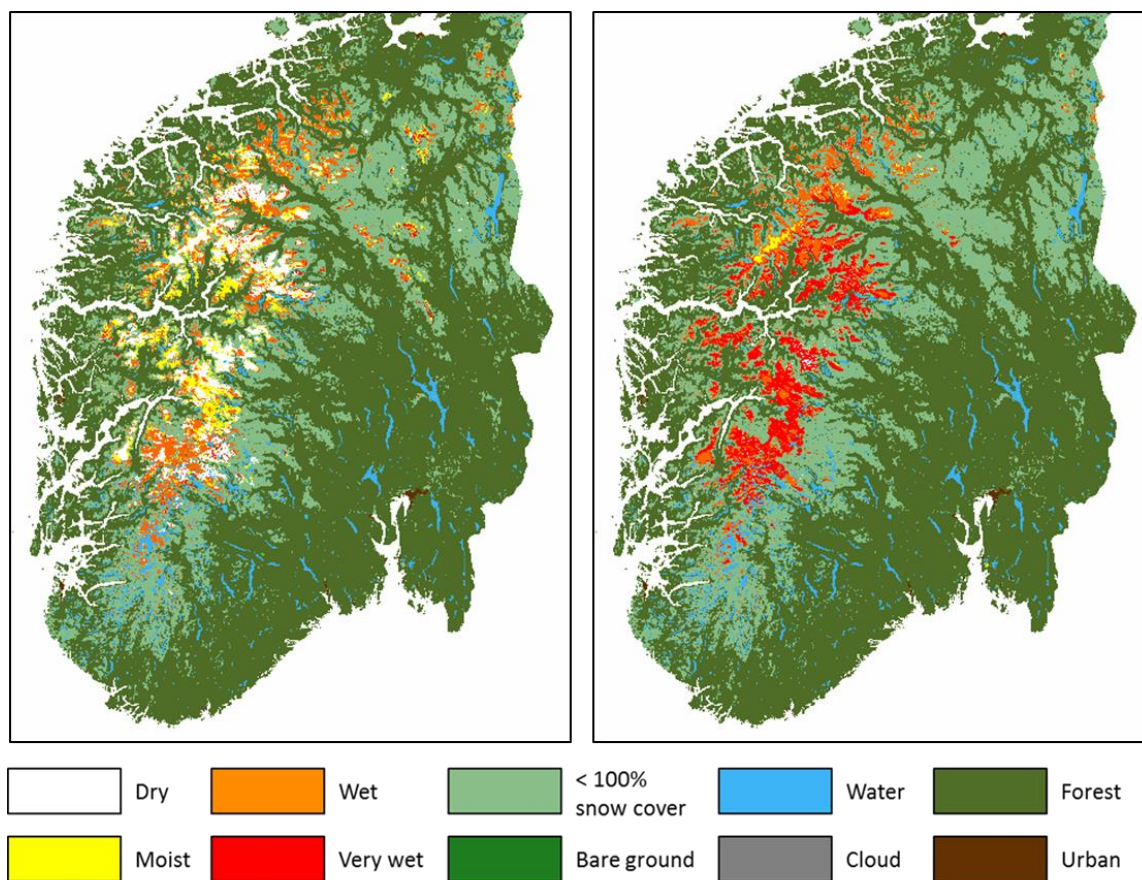 Dry
Wet
< 100%
snow cover
Water
Forest
Moist
Very wet
Bare ground
Cloud
Urban